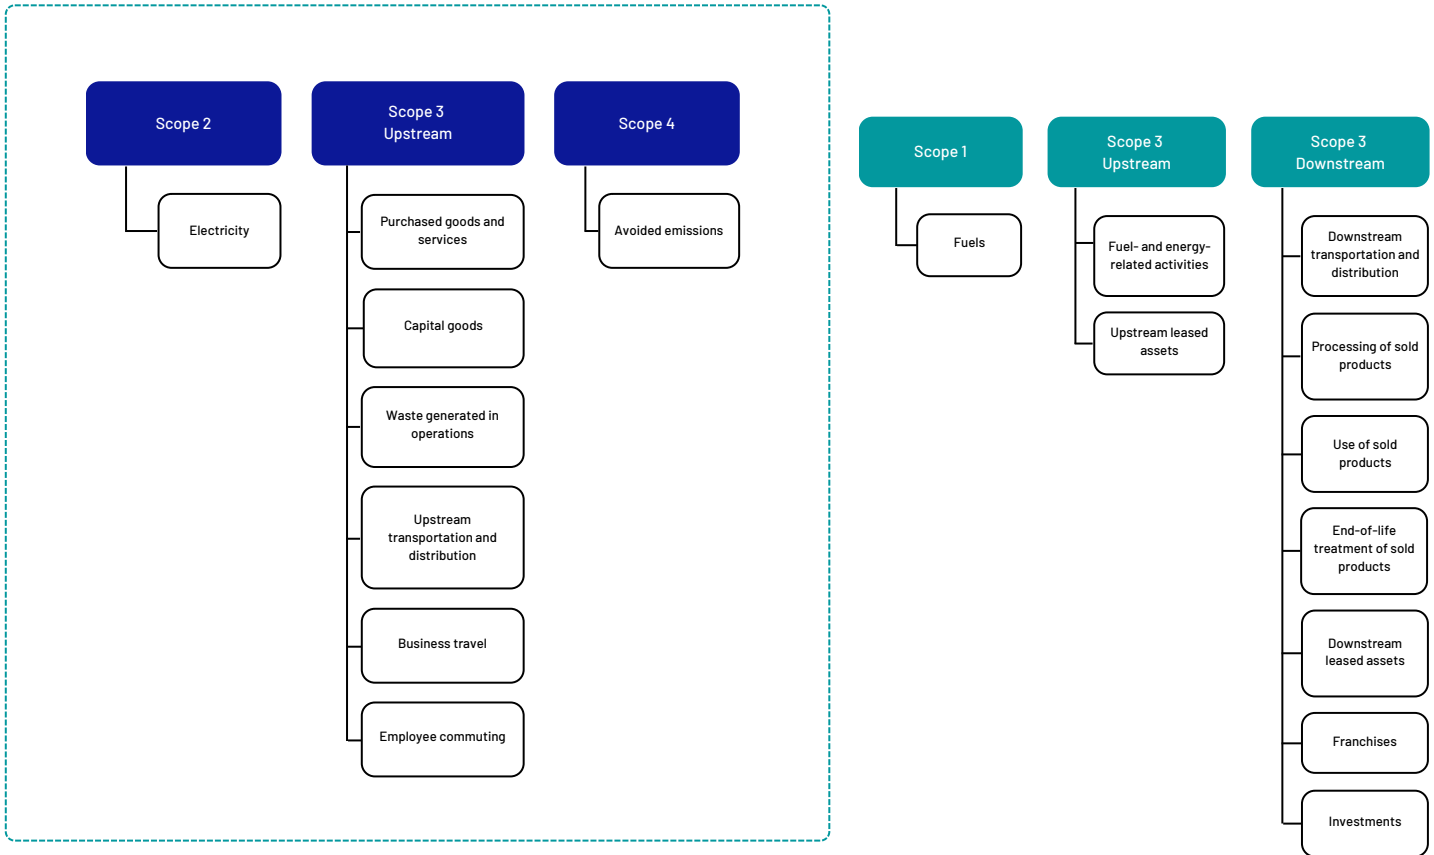 Scope 2
Electricity
Scope 3
Upstream
Purchased goods and
services
Capital goods
Waste generated in
operations
Upstream
transportation and
distribution
Business travel
Employee commuting
Scope 4
Avoided emissions
Scope 1
Fuels
Scope 3
Upstream
Fuel- and energy-
related activities
Upstream leased
assets
Scope 3
Downstream
Downstream
transportation and
distribution
Processing of sold
products
Use of sold
products
End-of-life
treatment of sold
products
Downstream
leased assets
Franchises
Investments